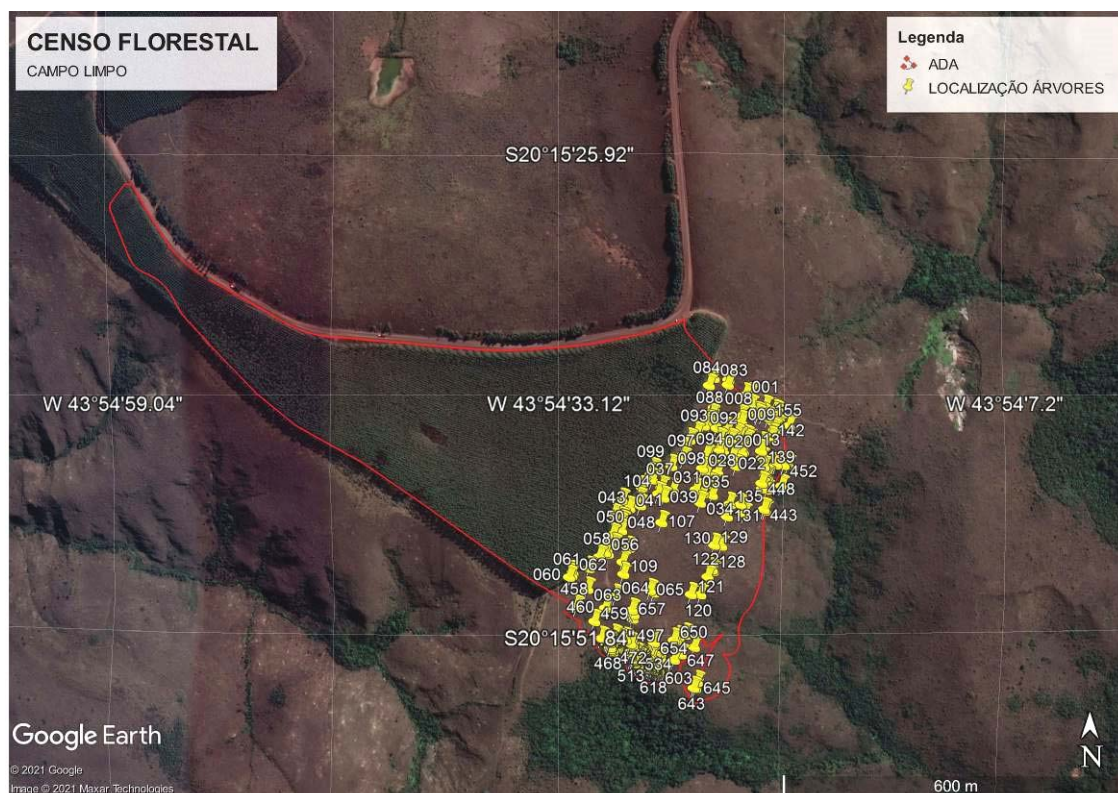 CENSO FLORESTAL
CAMPO LIMPO
Legenda
ADA
LOCALIZAÇÃO ÁRVORES
S20°15'25.92"
084 083
001
W 43°54'59.04"
W 43°54'33.12"
W 43°54'7.2"
088 008
093 092 009 155
142
097 094 020 013
099 098 028 022 139
037 452
104 031 035 448
043 041 039 034 135
050 048 107 131 443
058 056 130 129
061 062 122 128
060 109
458 063 064 065 121
460 459 657 120
S20°15'51.84" 497 650
654
468 472 534 647
513 603
618 645
643
Google Earth
© 2021 Google
Image © 2021 Maxar Technologies
N
600 m